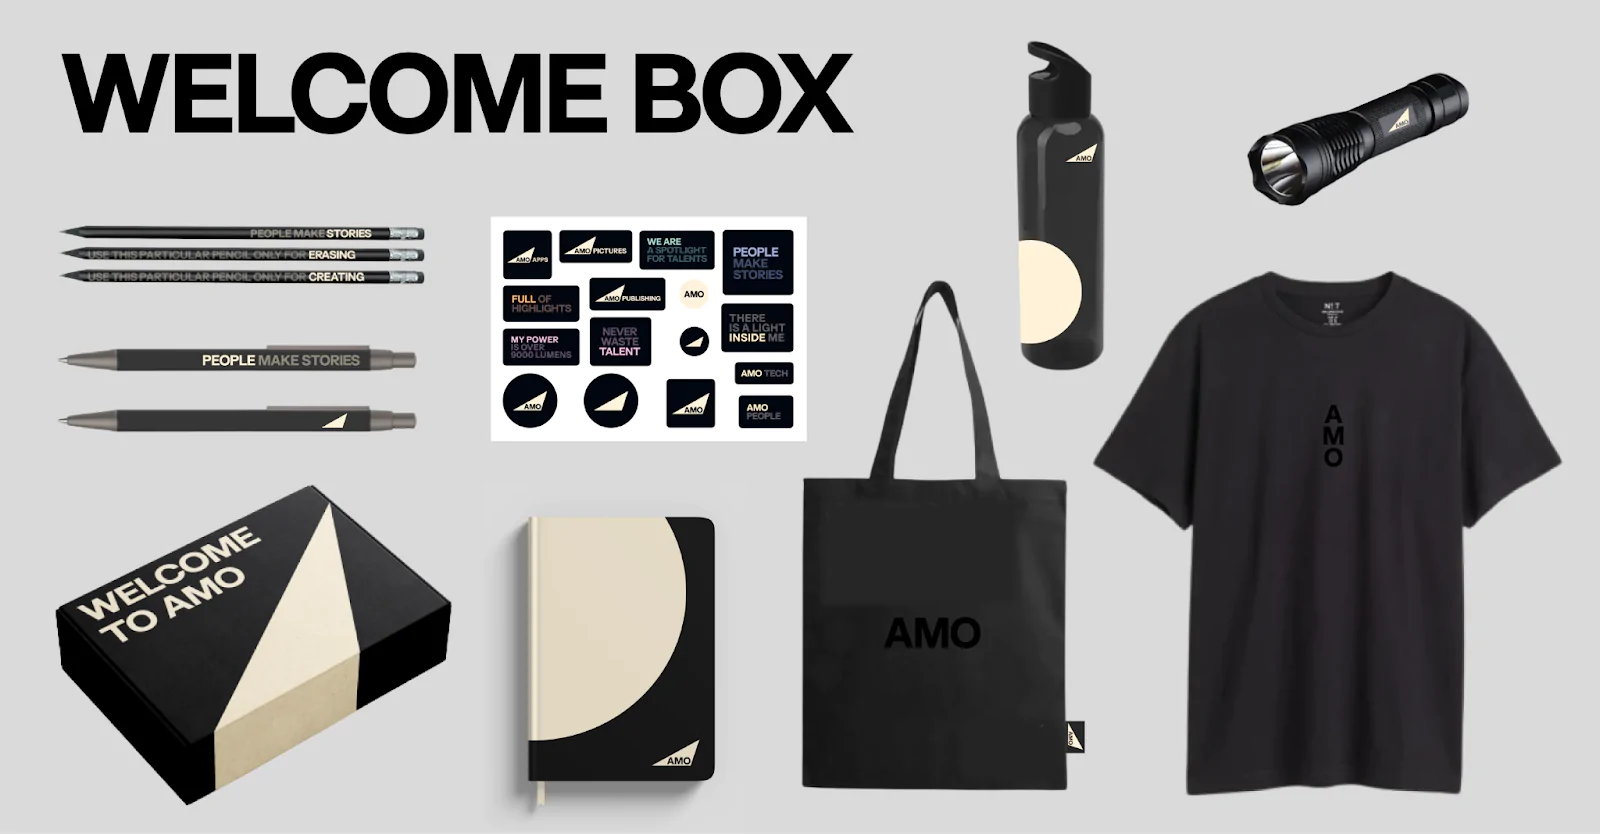 WELCOME BOX
AMO
AMO
PEOPLE MAKE STORIES
USE THIS PARTICULAR PENCIL ONLY FOR ERASING
USE THIS PARTICULAR PENCIL ONLY FOR CREATING
PEOPLE MAKE STORIES
AMO APPS
AMO PICTURES
WE ARE
A SPOTLIGHT
FOR TALENTS
PEOPLE
MAKE
STORIES
FULL OF
HIGHLIGHTS
AMO PUBLISHING
AMO
THERE
IS A LIGHT
INSIDE ME
MY POWER
IS OVER
9000 LUMENS
NEVER
WASTE
TALENT
AMO TECH
AMO
AMO
AMO
PEOPLE
WELCOME
TO AMO
AMO
AMO
AMO
A
M
O